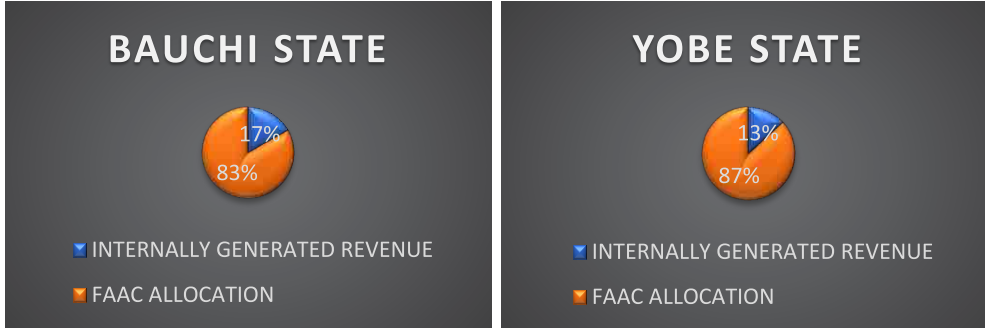 BAUCHI STATE
17%
83%
INTERNALLY GENERATED REVENUE
FAAC ALLOCATION
YOBE STATE
13%
87%
INTERNALLY GENERATED REVENUE
FAAC ALLOCATION